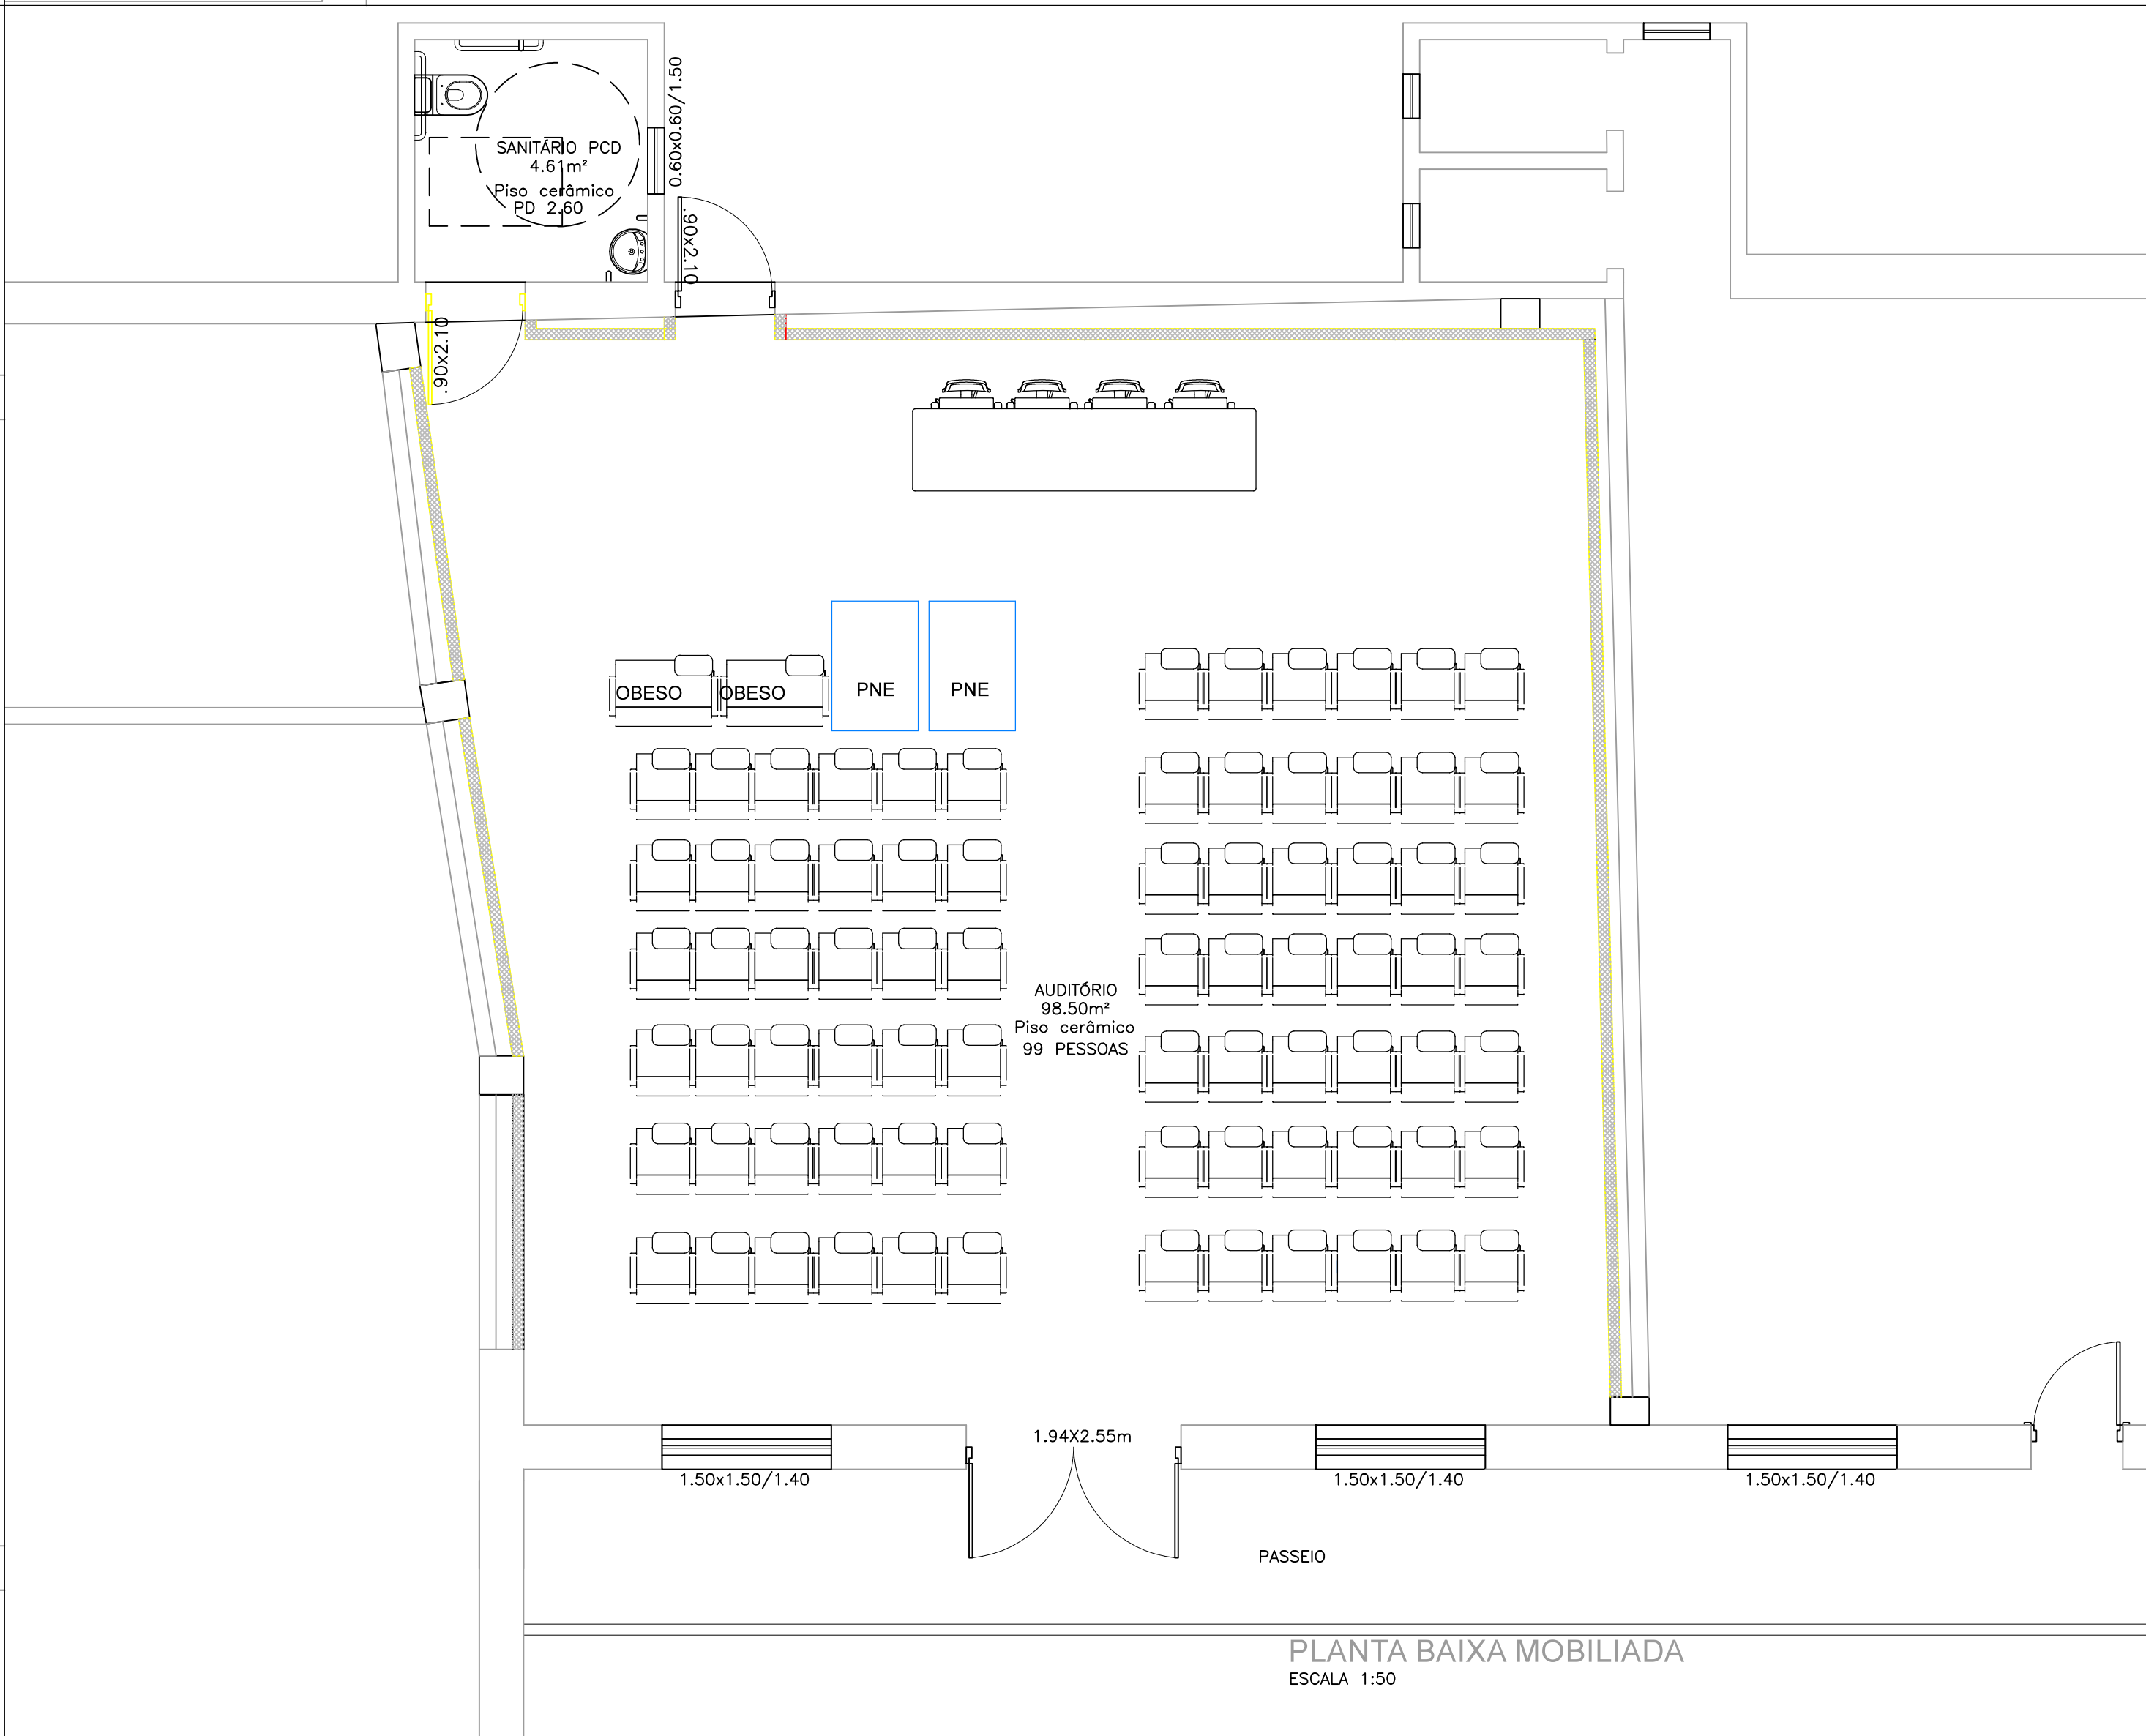 0.60x0.60/1.50
SANITÁRIO PCD
4.61m²
Piso cerâmico
PD 2.60
.90x2.10
.90x2.10
OBESO
OBESO
PNE
PNE
AUDITÓRIO
98.50m²
Piso cerâmico
99 PESSOAS
1.94X2.55m
1.50x1.50/1.40
1.50x1.50/1.40
1.50x1.50/1.40
PASSEIO
PLANTA BAIXA MOBILIADA
ESCALA 1:50